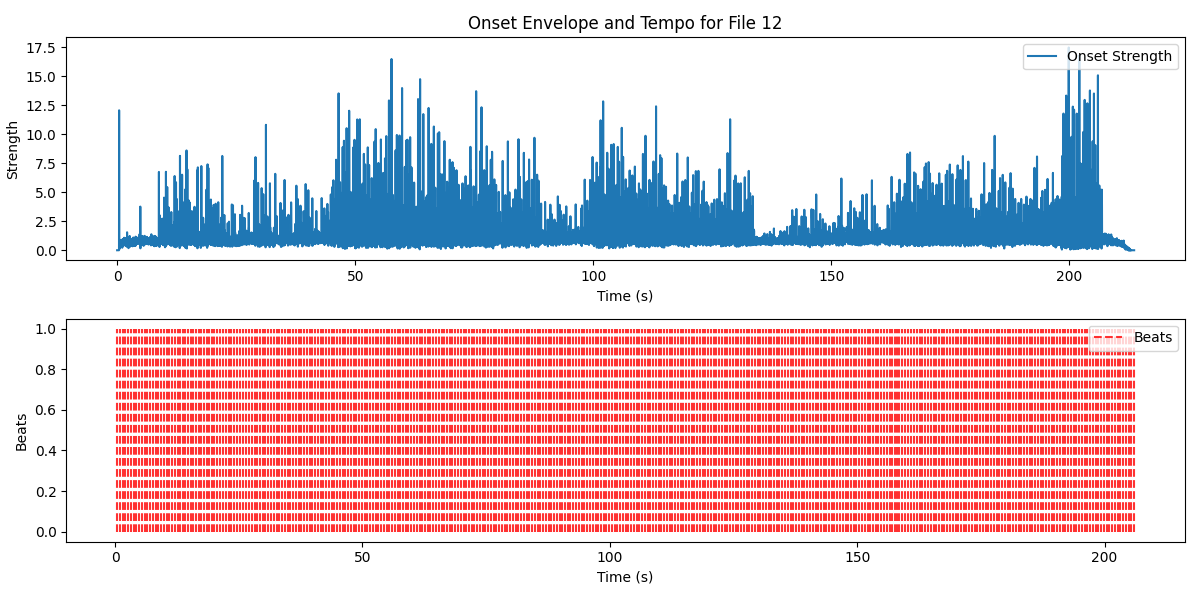 Onset Envelope and Tempo for File 12
17.5
15.0
12.5
10.0
7.5
5.0
2.5
0.0
Strength
Onset Strength
0 50 100 150 200
Time (s)
1.0
0.8
0.6
0.4
0.2
0.0
Beats
Beats
0 50 100 150 200
Time (s)